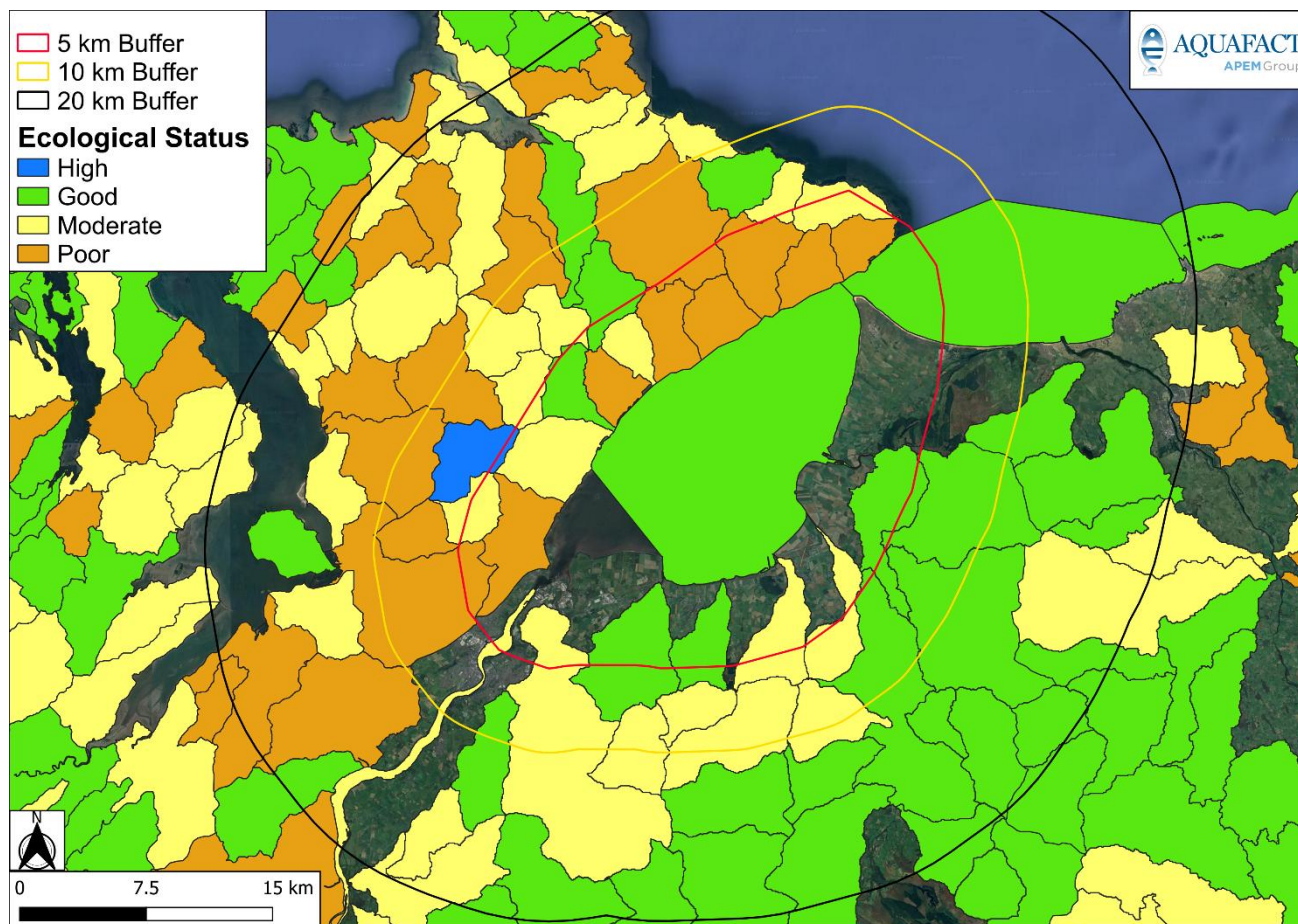 5 km Buffer
10 km Buffer
20 km Buffer
Ecological Status
High
Good
Moderate
Poor
AQUAFACT
APEM Group
N
0 7.5 15 km